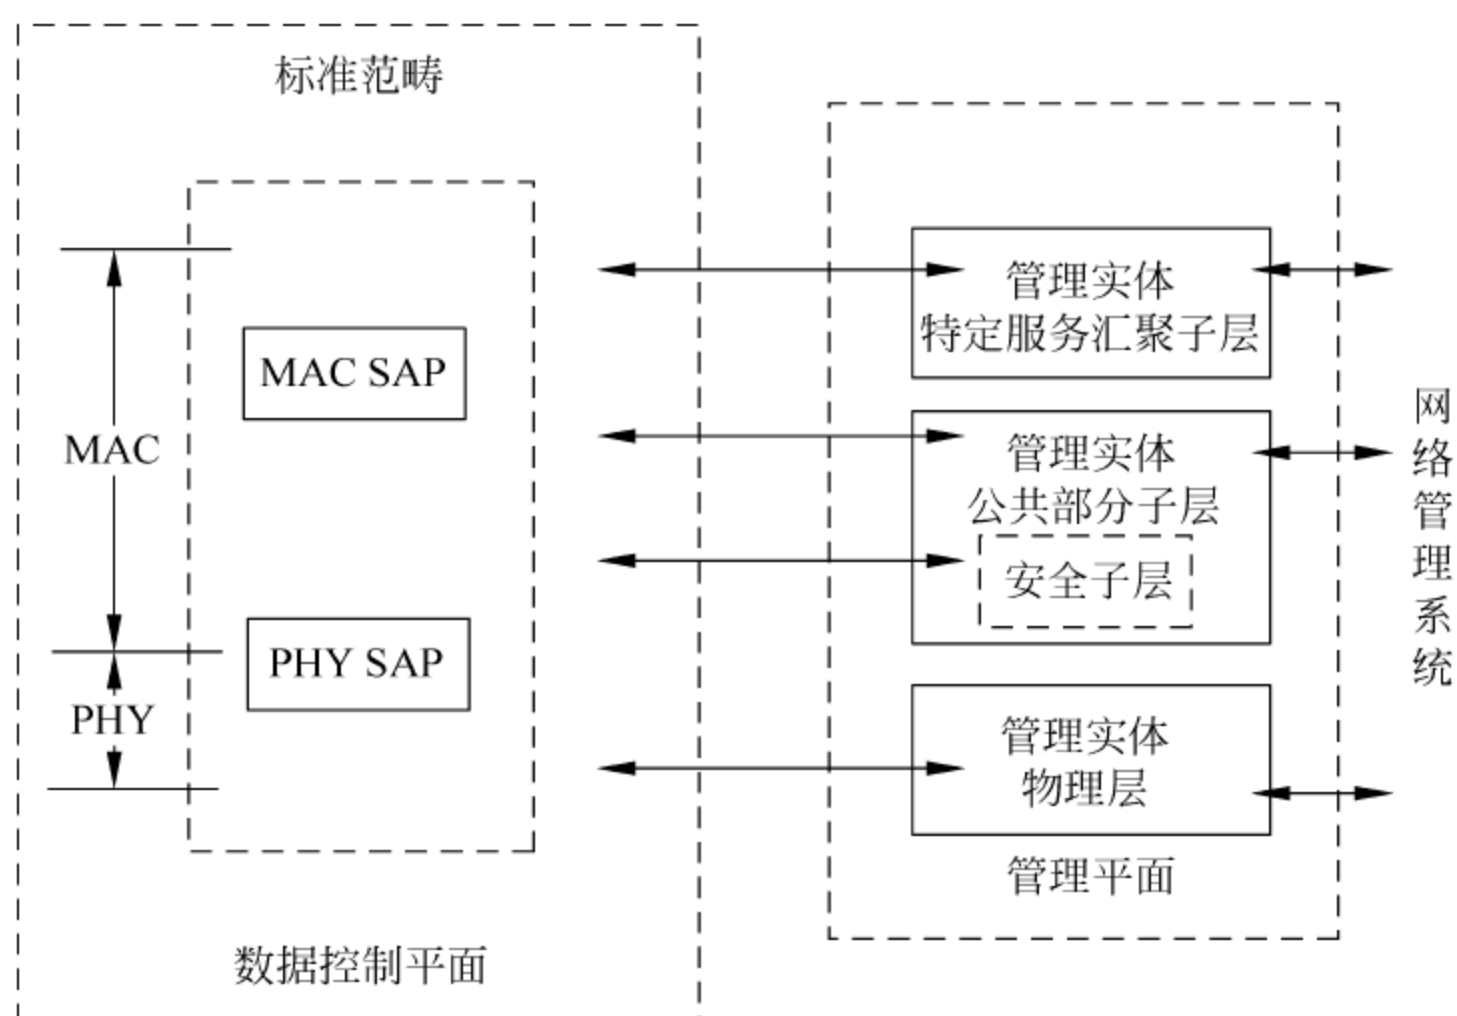 标准范畴
MAC SAP
MAC
PHY SAP
PHY
数据控制平面
管理实体
特定服务汇聚子层
管理实体
公共部分子层
安全子层
管理实体
物理层
管理平面
网络管理系统